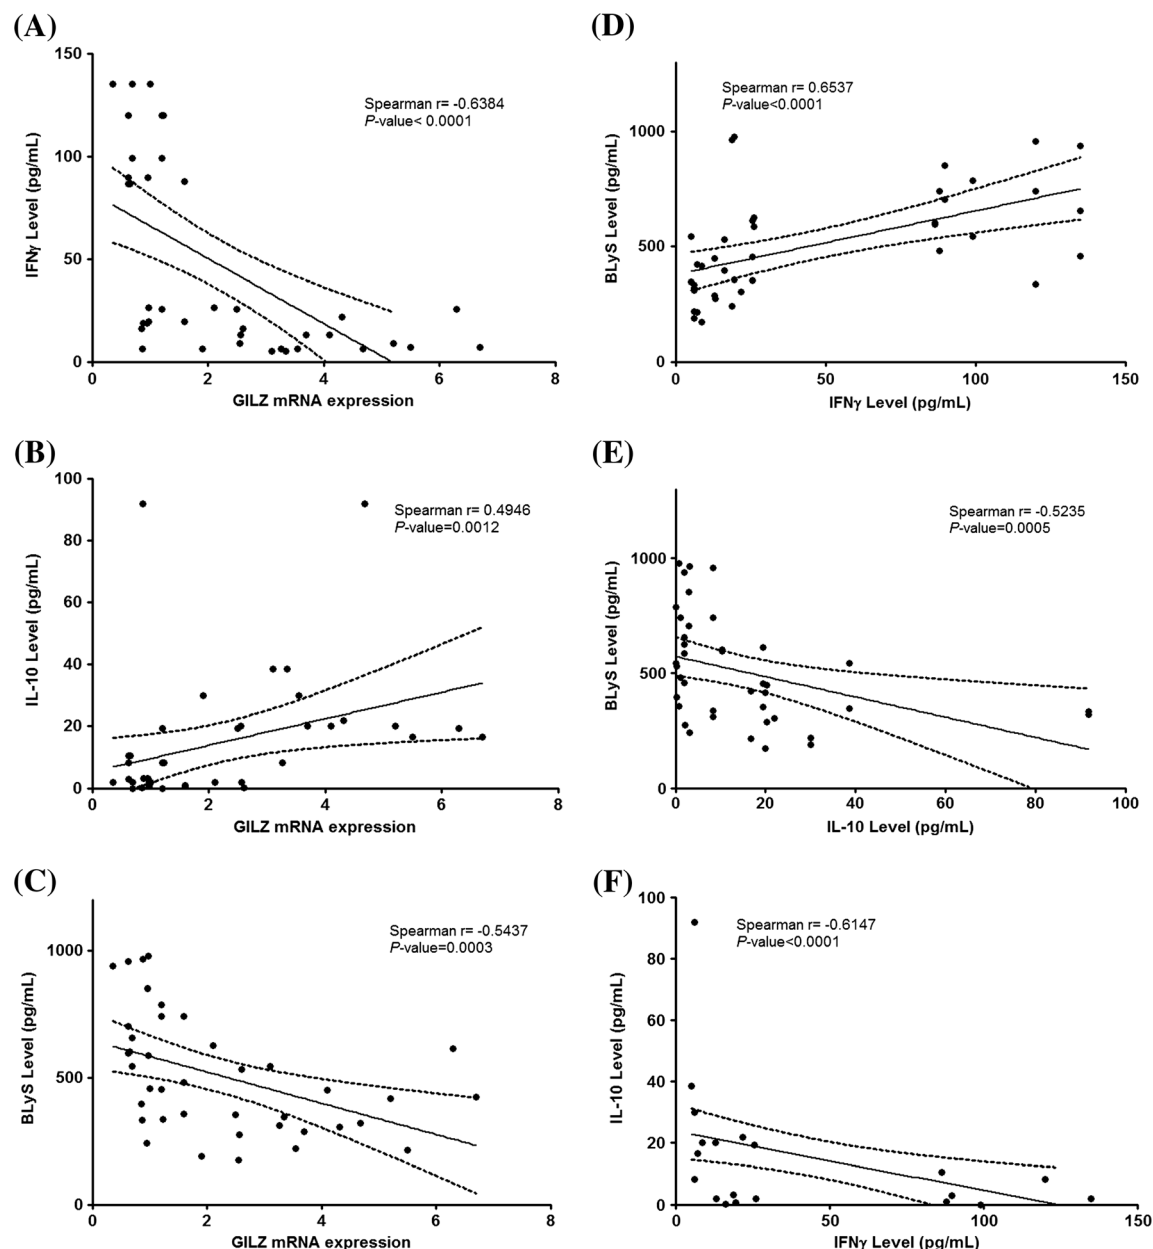 (A)
150
100
50
0
0 2 4 6 8
IFNγ Level (pg/mL)
GILZ mRNA expression
Spearman r= -0.6384
P-value< 0.0001
(D)
1000
500
0
0 50 100 150
BLyS Level (pg/mL)
IFNγ Level (pg/mL)
Spearman r= 0.6537
P-value<0.0001
(B)
100
80
60
40
20
0
0 2 4 6 8
IL-10 Level (pg/mL)
GILZ mRNA expression
Spearman r= 0.4946
P-value=0.0012
(E)
1000
500
0
0 20 40 60 80 100
BLyS Level (pg/mL)
IL-10 Level (pg/mL)
Spearman r= -0.5235
P-value=0.0005
(C)
1000
500
0
0 2 4 6 8
BLyS Level (pg/mL)
GILZ mRNA expression
Spearman r= -0.5437
P-value=0.0003
(F)
100
80
60
40
20
0
0 50 100 150
IL-10 Level (pg/mL)
IFNγ Level (pg/mL)
Spearman r= -0.6147
P-value<0.0001